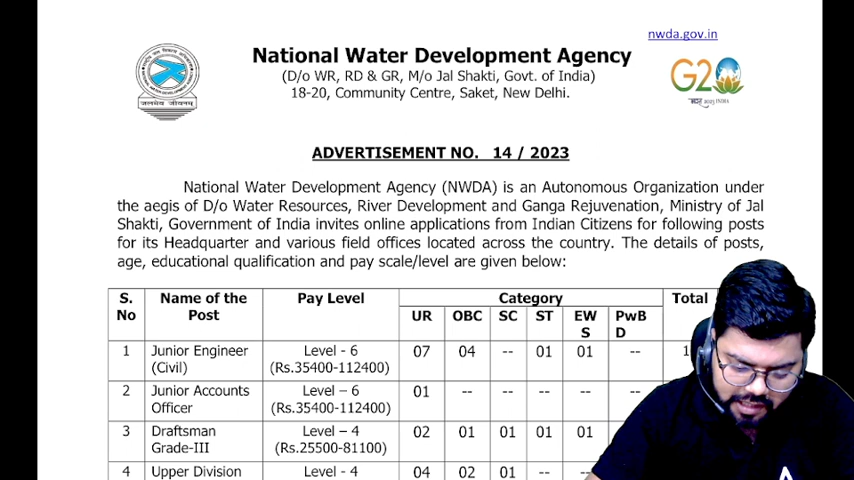 nwda.gov.in
National Water Development Agency
(D/o WR, RD & GR, M/o Jal Shakti, Govt. of India)
18-20, Community Centre, Saket, New Delhi.
G20
जलमेव जीवनम्
ADVERTISEMENT NO. 14 / 2023
National Water Development Agency (NWDA) is an Autonomous Organization under
the aegis of D/o Water Resources, River Development and Ganga Rejuvenation, Ministry of Jal
Shakti, Government of India invites online applications from Indian Citizens for following posts
for its Headquarter and various field offices located across the country. The details of posts,
age, educational qualification and pay scale/level are given below:
S. No Name of the Post Pay Level Category Total
UR OBC SC ST EWS PwBD
1 Junior Engineer (Civil) Level - 6 (Rs.35400-112400) 07 04 -- 01 01 --
2 Junior Accounts Officer Level – 6 (Rs.35400-112400) 01 -- -- -- -- --
3 Draftsman Grade-III Level – 4 (Rs.25500-81100) 02 01 01 01 01
4 Upper Division Level - 4 04 02 01 -- --